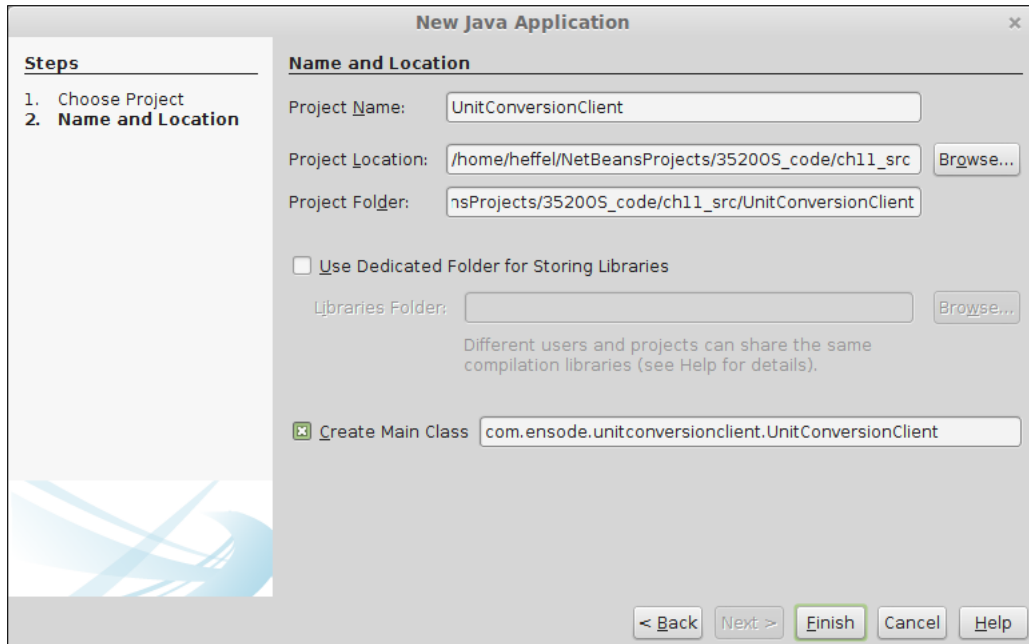 New Java Application
Steps
1. Choose Project
2. Name and Location
Name and Location
Project Name: UnitConversionClient
Project Location: /home/heffel/NetBeansProjects/3520OS_code/ch11_src Browse...
Project Folder: nsProjects/3520OS_code/ch11_src/UnitConversionClient
Use Dedicated Folder for Storing Libraries
Libraries Folder: Browse...
Different users and projects can share the same
compilation libraries (see Help for details).
Create Main Class com.ensode.unitconversionclient.UnitConversionClient
< Back Next > Finish Cancel Help